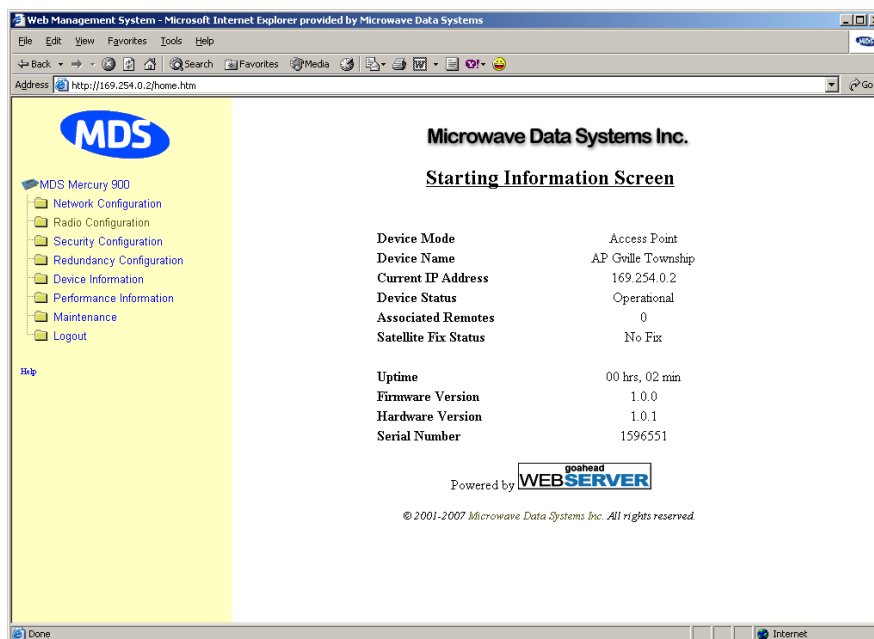 Web Management System - Microsoft Internet Explorer provided by Microwave Data Systems
File Edit View Favorites Tools Help
MDS
Back Search Favorites Media
Address http://169.254.0.2/home.htm Go
MDS
MDS Mercury 900
Network Configuration
Radio Configuration
Security Configuration
Redundancy Configuration
Device Information
Performance Information
Maintenance
Logout
Help
Microwave Data Systems Inc.
Starting Information Screen
Device Mode Access Point
Device Name AP Gville Township
Current IP Address 169.254.0.2
Device Status Operational
Associated Remotes 0
Satellite Fix Status No Fix
Uptime 00 hrs, 02 min
Firmware Version 1.0.0
Hardware Version 1.0.1
Serial Number 1596551
Powered by goahead WEBSERVER
© 2001-2007 Microwave Data Systems Inc. All rights reserved.
Done Internet